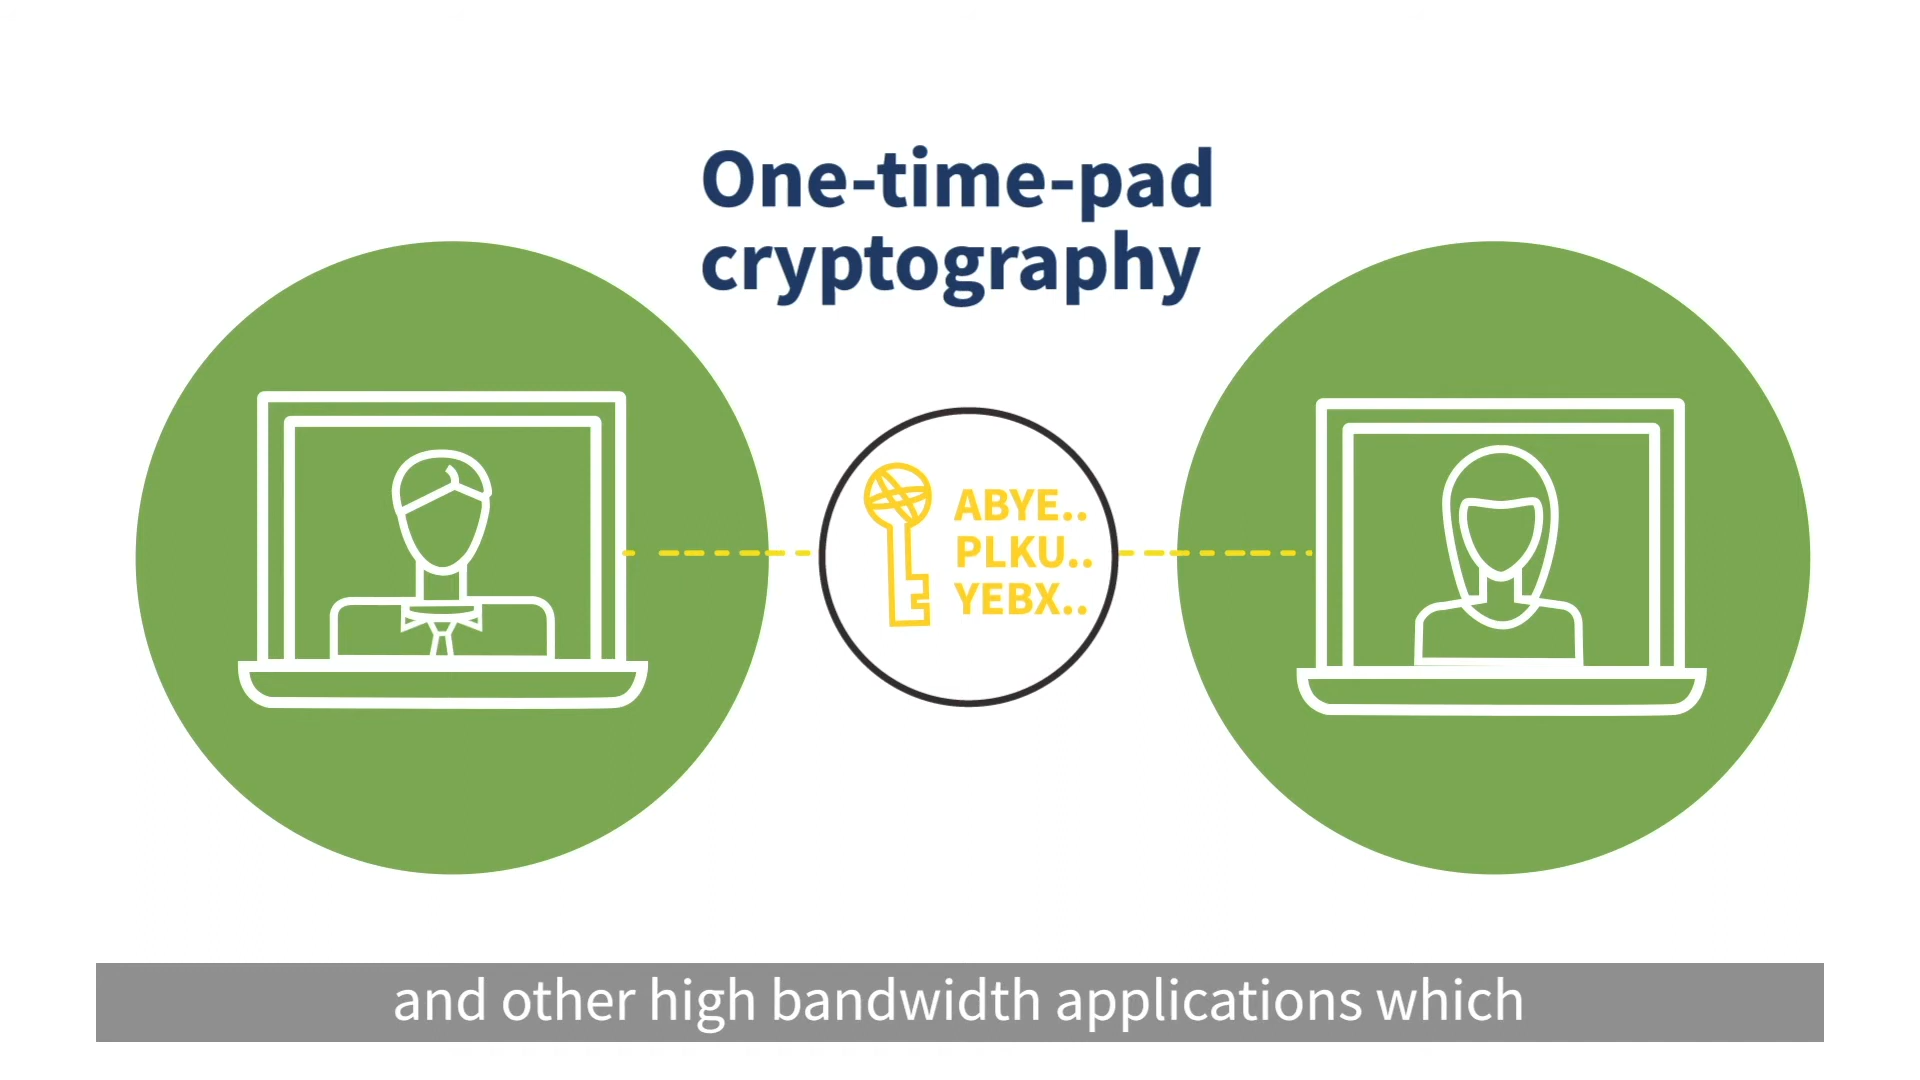 One-time-pad
cryptography
ABYE..
PLKU..
YEBX..
and other high bandwidth applications which